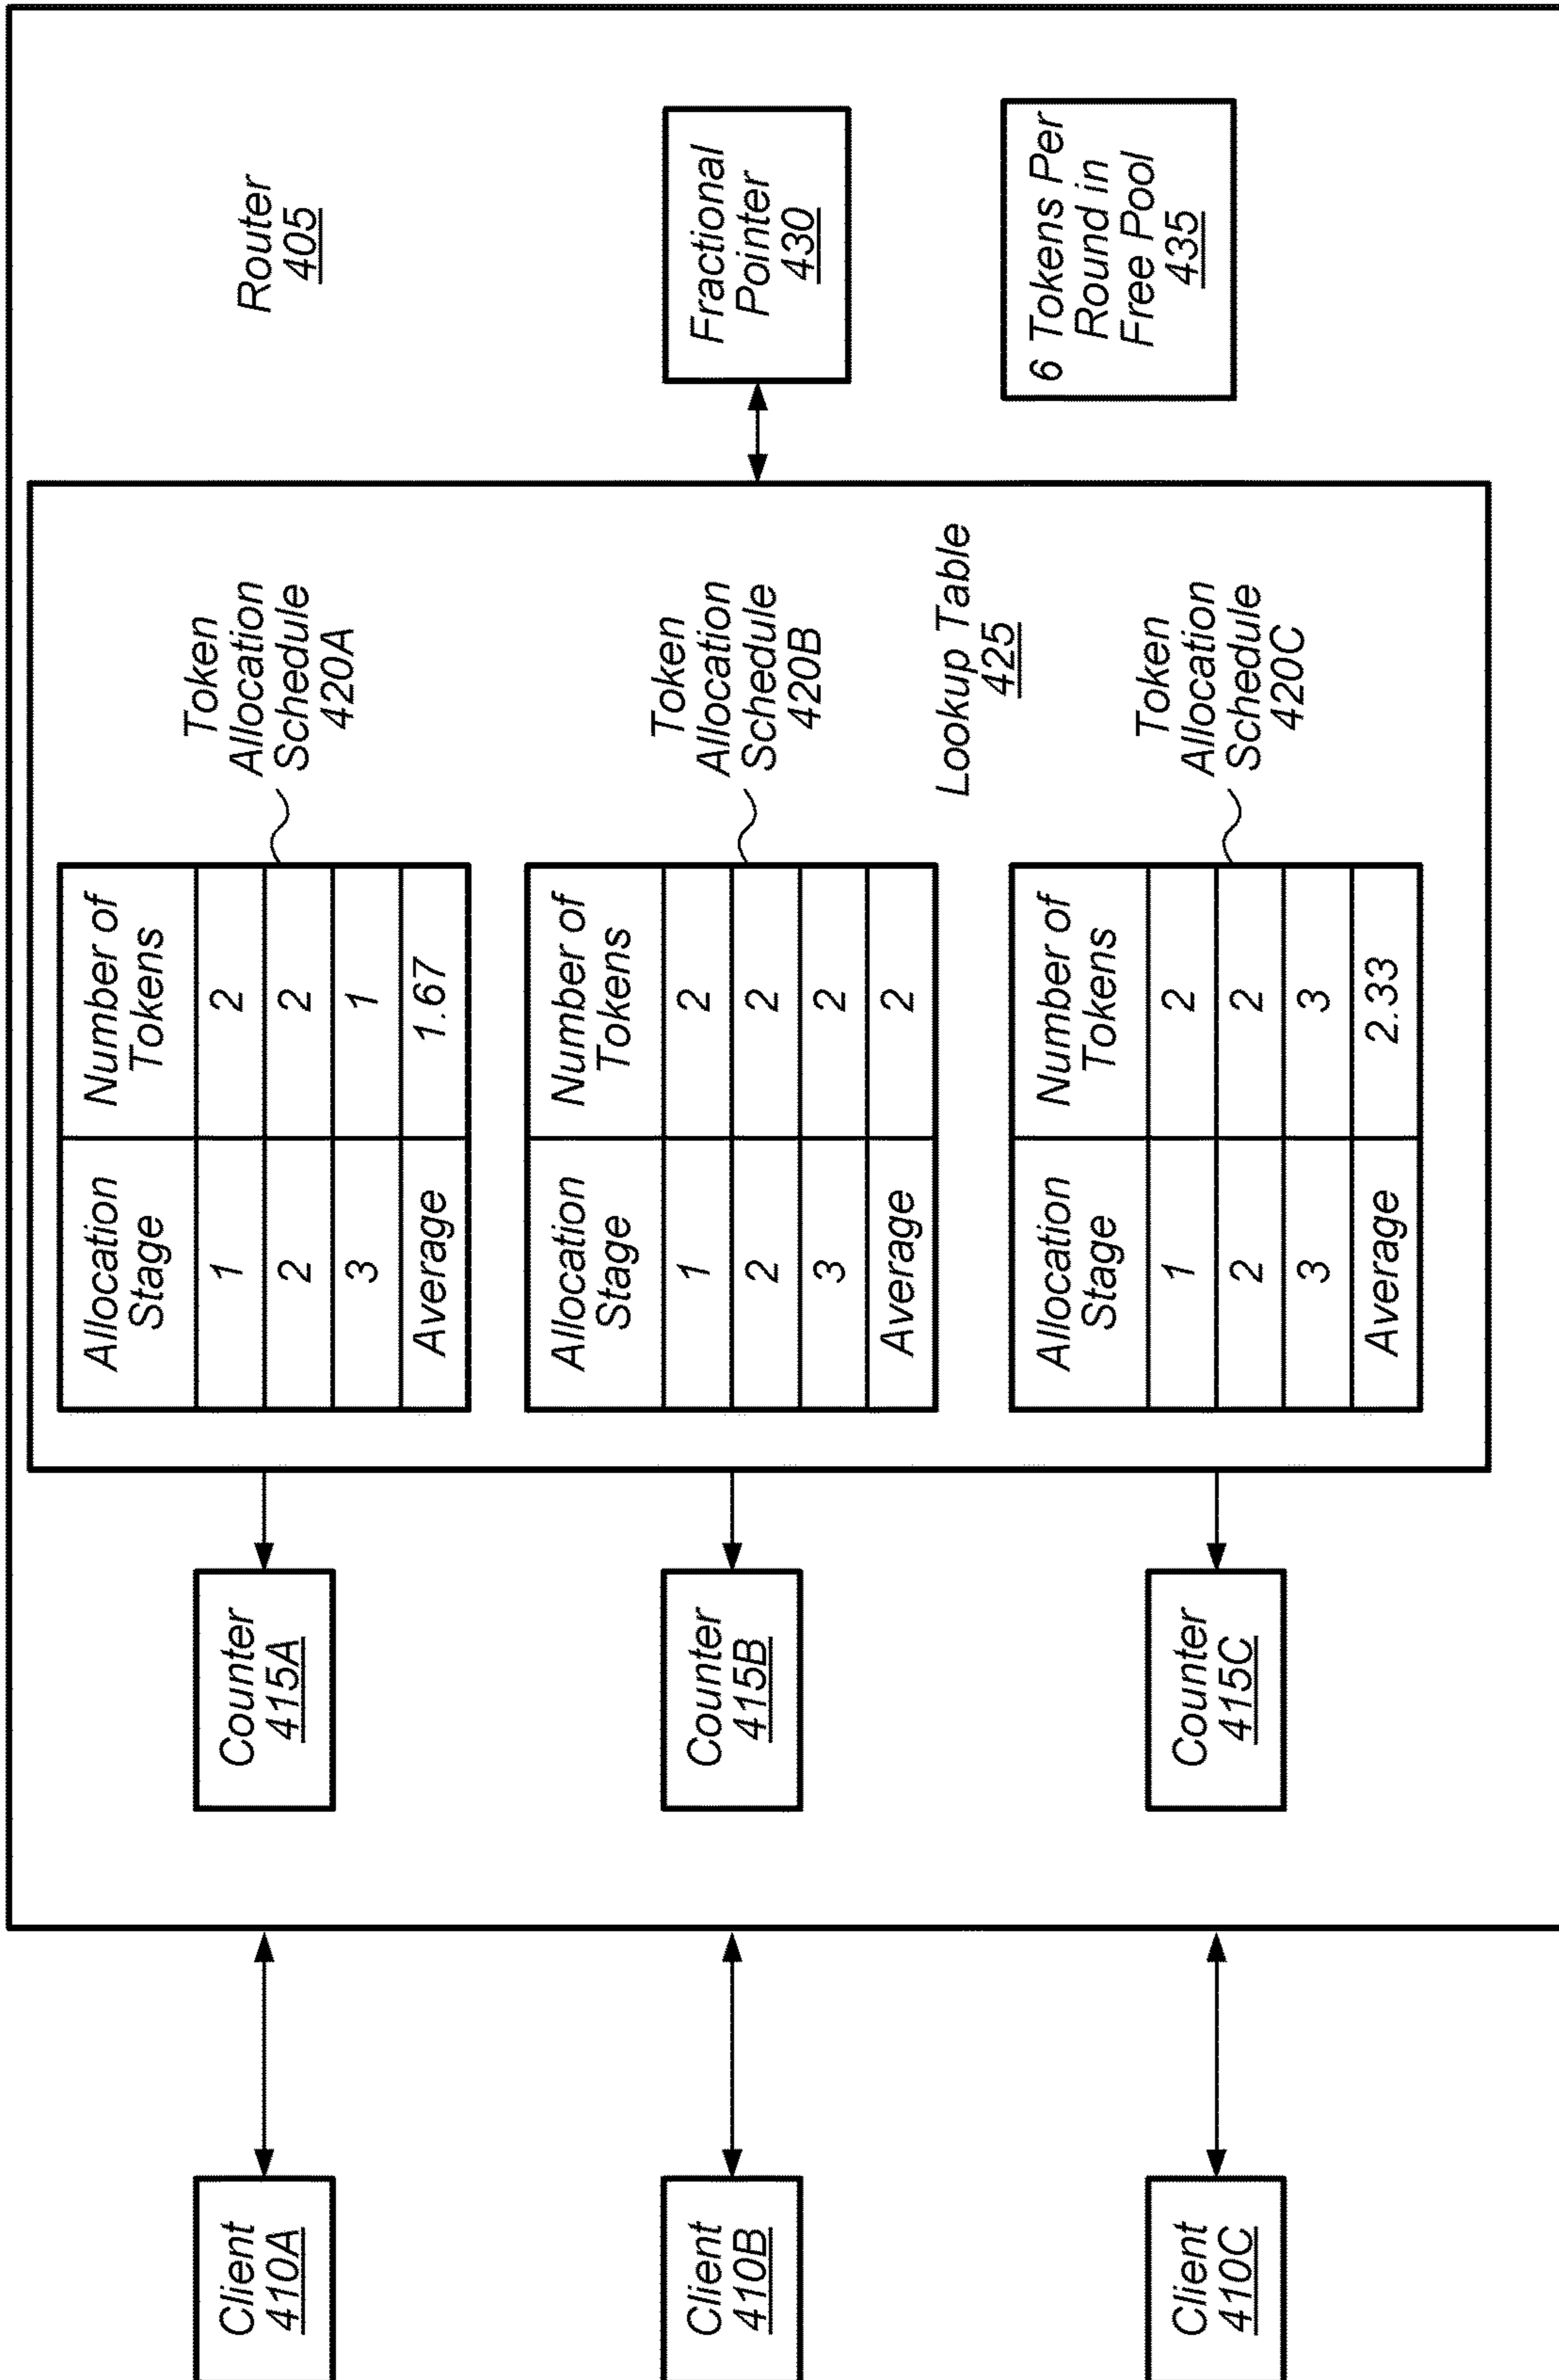 Client
410A
Client
410B
Client
410C
Counter
415A
Counter
415B
Counter
415C
Allocation
Stage
Number of
Tokens
1
2
2
2
3
1
Average
1.67
Token
Allocation
Schedule
420A
Allocation
Stage
Number of
Tokens
1
2
2
2
3
2
Average
2
Token
Allocation
Schedule
420B
Lookup Table
425
Allocation
Stage
Number of
Tokens
1
2
2
2
3
3
Average
2.33
Token
Allocation
Schedule
420C
Router
405
Fractional
Pointer
430
6 Tokens Per
Round in
Free Pool
435